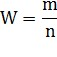 W = m/n